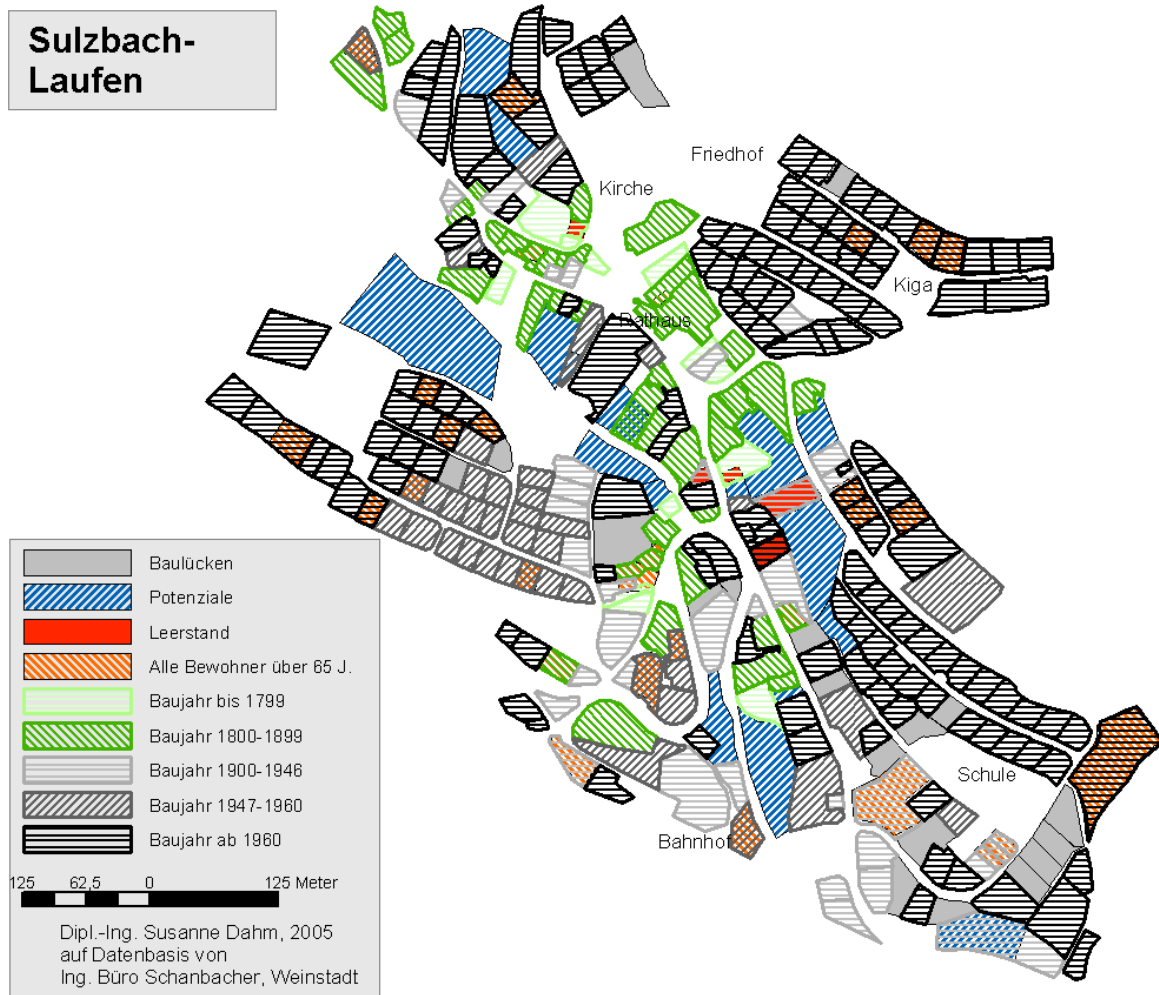 Sulzbach-
Laufen
Friedhof
Kirche
Kiga
Rathaus
Schule
Bahnhof
Baulücken
Potenziale
Leerstand
Alle Bewohner über 65 J.
Baujahr bis 1799
Baujahr 1800-1899
Baujahr 1900-1946
Baujahr 1947-1960
Baujahr ab 1960
125 62,5 0 125 Meter
Dipl.-Ing. Susanne Dahm, 2005
auf Datenbasis von
Ing. Büro Schanbacher, Weinstadt